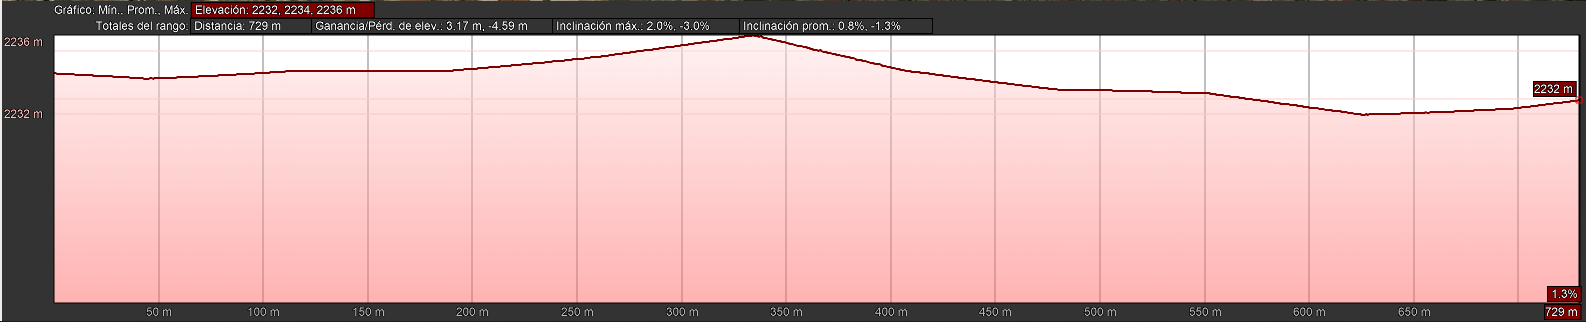 Gráfico: Mín., Prom., Máx. Elevación: 2232, 2234, 2236 m
Totales del rango: Distancia: 729 m Ganancia/Pérd. de elev.: 3.17 m, -4.59 m Inclinación máx.: 2.0%, -3.0% Inclinación prom.: 0.8%, -1.3%
2236 m
2232 m
2232 m
1.3%
50 m 100 m 150 m 200 m 250 m 300 m 350 m 400 m 450 m 500 m 550 m 600 m 650 m 729 m